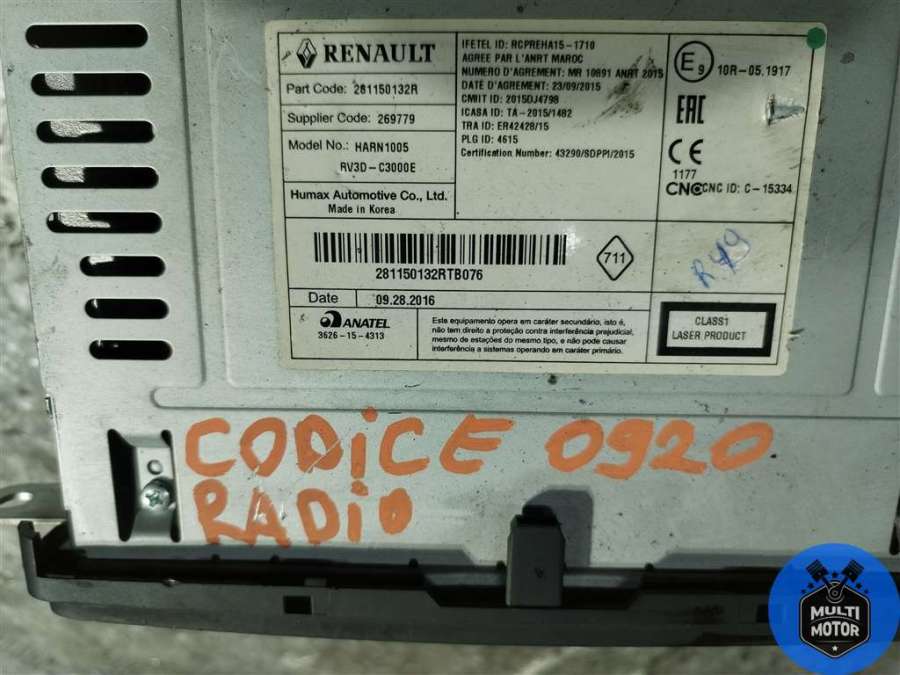 RENAULT
Part Code: 281150132R
Supplier Code: 269779
Model No.: HARN1005
RV3D-C3000E
Humax Automotive Co., Ltd.
Made in Korea
IFETEL ID: RCPREHA15-1710
AGREE PAR L'ANRT MAROC
NUMERO D'AGREMENT: MR 10891 ANRT 2015
DATE D'AGREMENT: 23/09/2015
CMIIT ID: 2015DJ4798
ICASA ID: TA-2015/1482
TRA ID: ER42428/15
PLG ID: 4615
Certification Number: 43290/SDPPI/2015
E9 10R-05.1917
EAC
CE
1177
CNC CNC ID: C-15334
281150132RTB076
711
R49
Date 09.28.2016
ANATEL
3626-15-4313
Este equipamento opera em caráter secundário, isto é,
não tem direito a proteção contra interferência prejudicial,
mesmo de estações do mesmo tipo, e não pode causar
interferência a sistemas operando em caráter primário.
CLASS1
LASER PRODUCT
CODiCE 0920
RADiO
MULTI
MOTOR